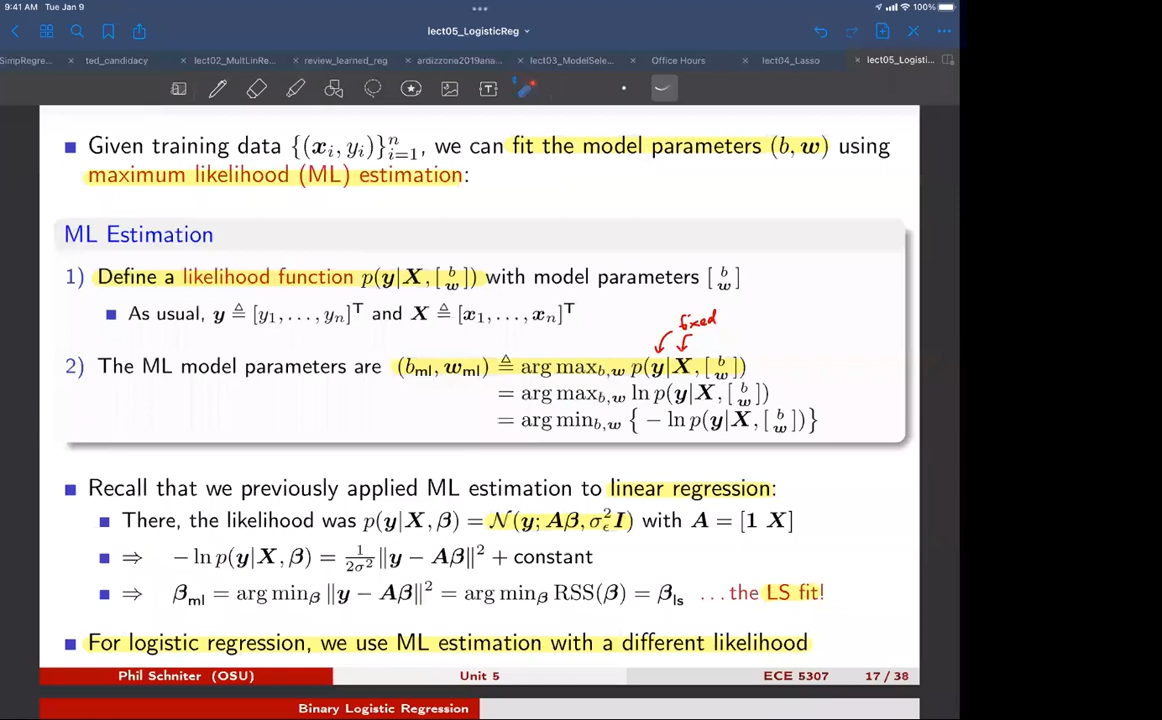 9:41 AM Tue Jan 9
100%
lect05_LogisticReg
SimpRegre...
ted_candidacy
lect02_MultLinRe...
review_learned_reg
ardizzone2019ana...
lect03_ModelSele...
Office Hours
lect04_Lasso
lect05_Logisti...
■ Given training data {(x_i, y_i)}_{i=1}^n, we can fit the model parameters (b, w) using
maximum likelihood (ML) estimation:
ML Estimation
1) Define a likelihood function p(y|X, [b w]) with model parameters [b w]
■ As usual, y ≜ [y_1, . . . , y_n]^T and X ≜ [x_1, . . . , x_n]^T
fixed
2) The ML model parameters are (b_ml, w_ml) ≜ arg max_{b,w} p(y|X, [b w])
= arg max_{b,w} ln p(y|X, [b w])
= arg min_{b,w} { − ln p(y|X, [b w]) }
■ Recall that we previously applied ML estimation to linear regression:
■ There, the likelihood was p(y|X, β) = N(y; Aβ, σ_ϵ^2 I) with A = [1 X]
■ ⇒ − ln p(y|X, β) = 1/(2σ^2) ‖y − Aβ‖^2 + constant
■ ⇒ β_ml = arg min_β ‖y − Aβ‖^2 = arg min_β RSS(β) = β_ls . . . the LS fit!
■ For logistic regression, we use ML estimation with a different likelihood
Phil Schniter (OSU) Unit 5 ECE 5307 17 / 38
Binary Logistic Regression